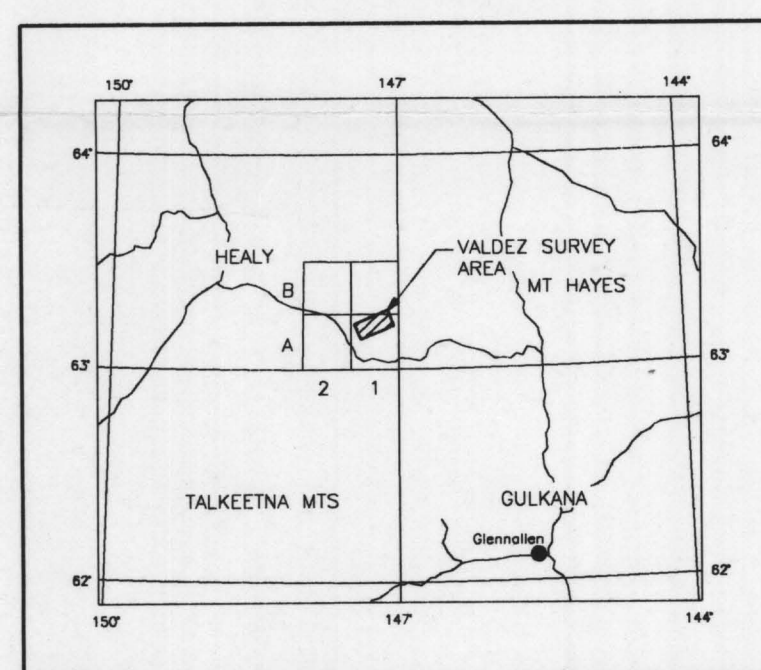 150° 147° 144°
64° 64°
VALDEZ SURVEY
AREA
HEALY
MT HAYES
B
A
63° 63°
2 1
TALKEETNA MTS
GULKANA
Glennallen
62° 62°
150° 147° 144°